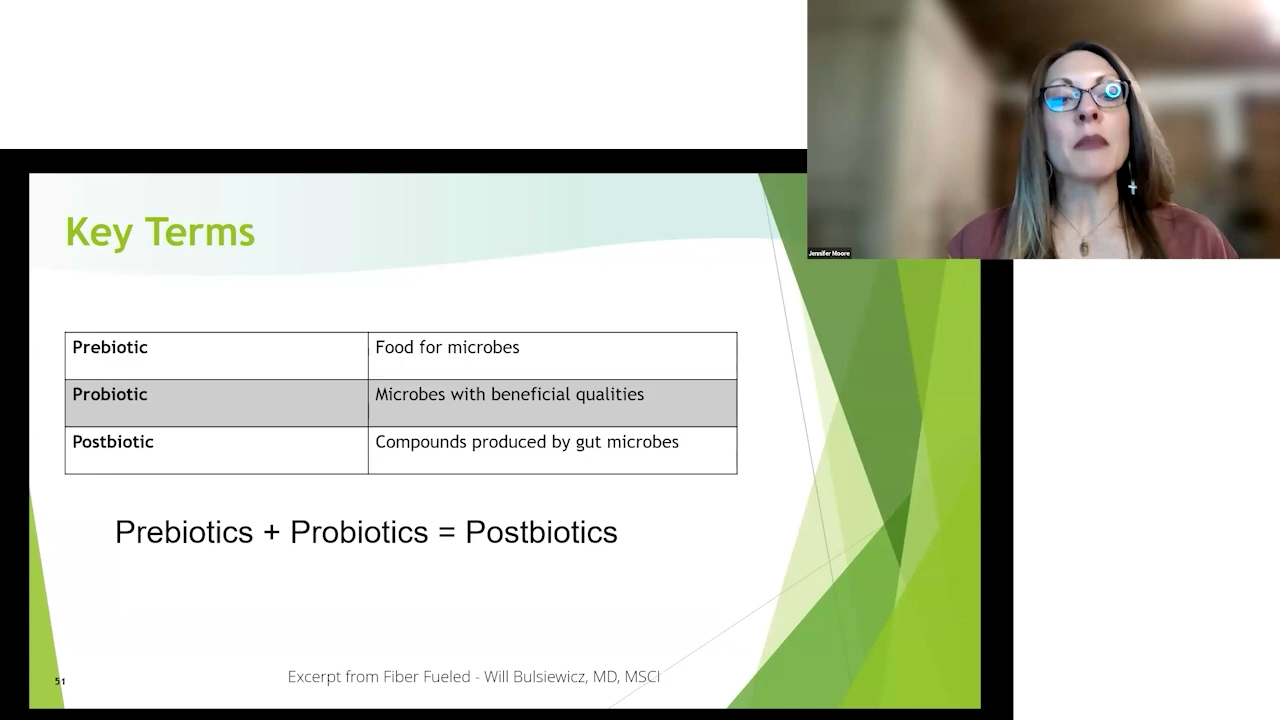 Jennifer Moore
Key Terms
Prebiotic Food for microbes
Probiotic Microbes with beneficial qualities
Postbiotic Compounds produced by gut microbes
Prebiotics + Probiotics = Postbiotics
Excerpt from Fiber Fueled - Will Bulsiewicz, MD, MSCI
51